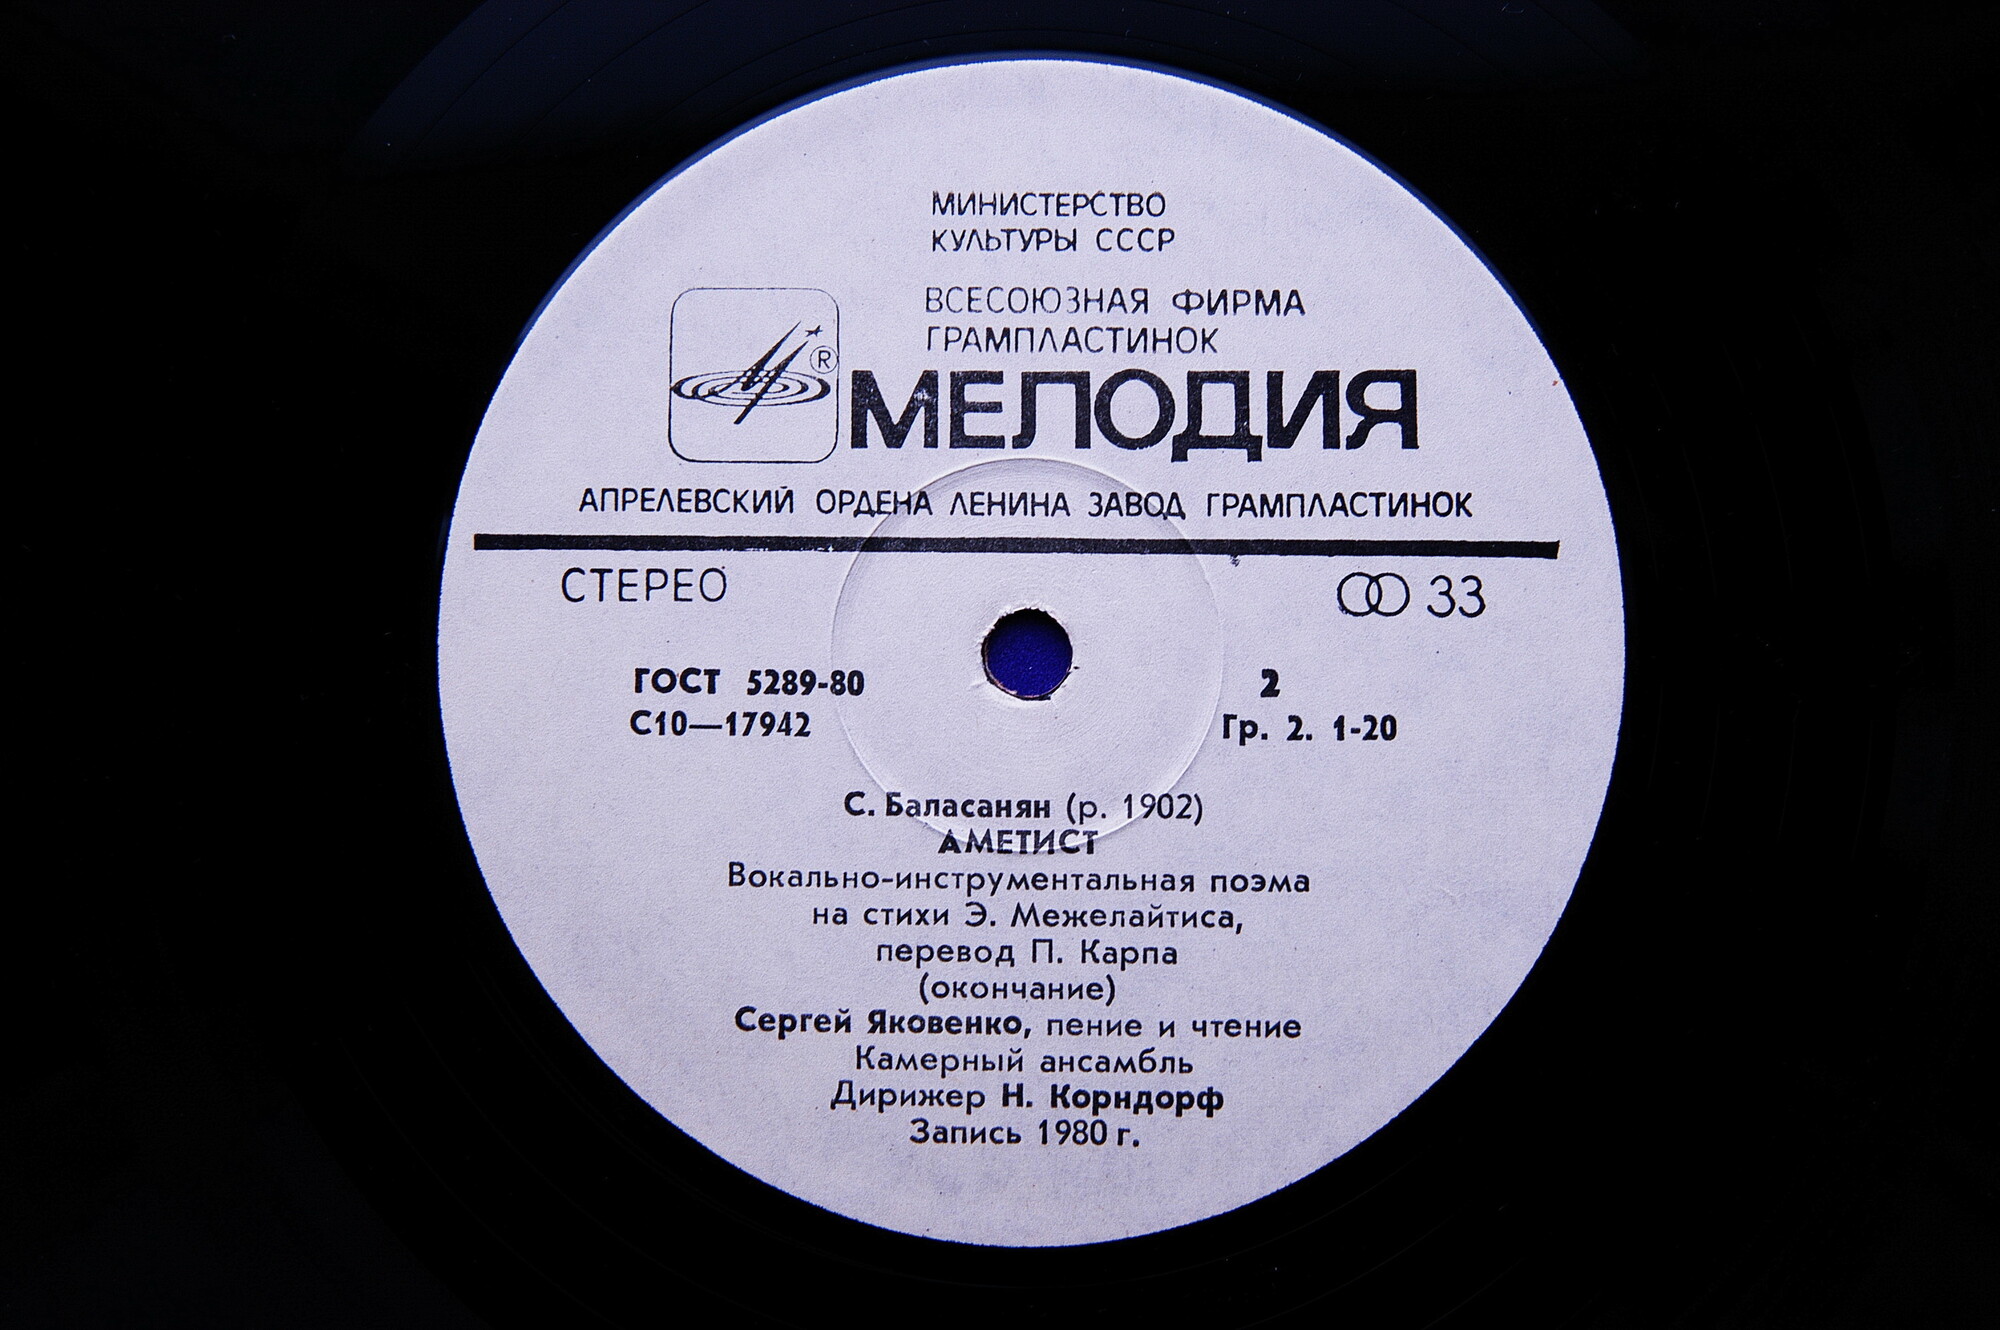 МИНИСТЕРСТВО
КУЛЬТУРЫ СССР
ВСЕСОЮЗНАЯ ФИРМА
ГРАМПЛАСТИНОК
®
МЕЛОДИЯ
АПРЕЛЕВСКИЙ ОРДЕНА ЛЕНИНА ЗАВОД ГРАМПЛАСТИНОК
СТЕРЕО
33
ГОСТ 5289-80
2
С10—17942
Гр. 2. 1-20
С. Баласанян (р. 1902)
АМЕТИСТ
Вокально-инструментальная поэма
на стихи Э. Межелайтиса,
перевод П. Карпа
(окончание)
Сергей Яковенко, пение и чтение
Камерный ансамбль
Дирижер Н. Корндорф
Запись 1980 г.